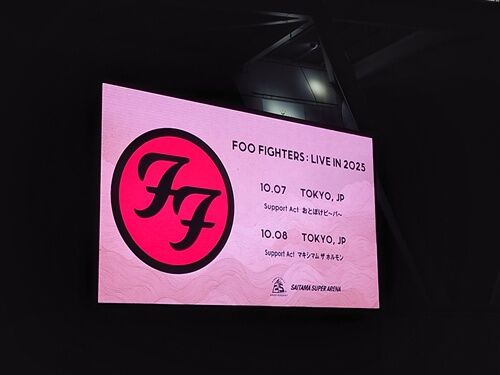 FF
FOO FIGHTERS : LIVE IN 2025
10.07 TOKYO, JP
Support Act おとぼけビ～バ～
10.08 TOKYO, JP
Support Act マキシマム ザ ホルモン
SAITAMA SUPER ARENA